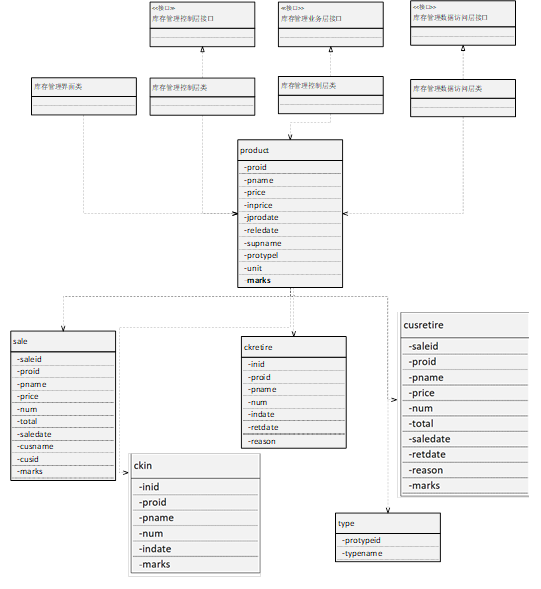 <<接口>>
库存管理控制层接口
<<接口>>
库存管理业务层接口
<<接口>>
库存管理数据访问层接口
库存管理界面类
库存管理控制层类
库存管理控制层类
库存管理数据访问层类
product
-proid
-pname
-price
-inprice
-jprodate
-reledate
-supname
-protypel
-unit
-marks
sale
-saleid
-proid
-pname
-price
-num
-total
-saledate
-cusname
-cusid
-marks
ckretire
-inid
-proid
-pname
-num
-indate
-retdate
-reason
cusretire
-saleid
-proid
-pname
-price
-num
-total
-saledate
-retdate
-reason
-marks
ckin
-inid
-proid
-pname
-num
-indate
-marks
type
-protypeid
-typename